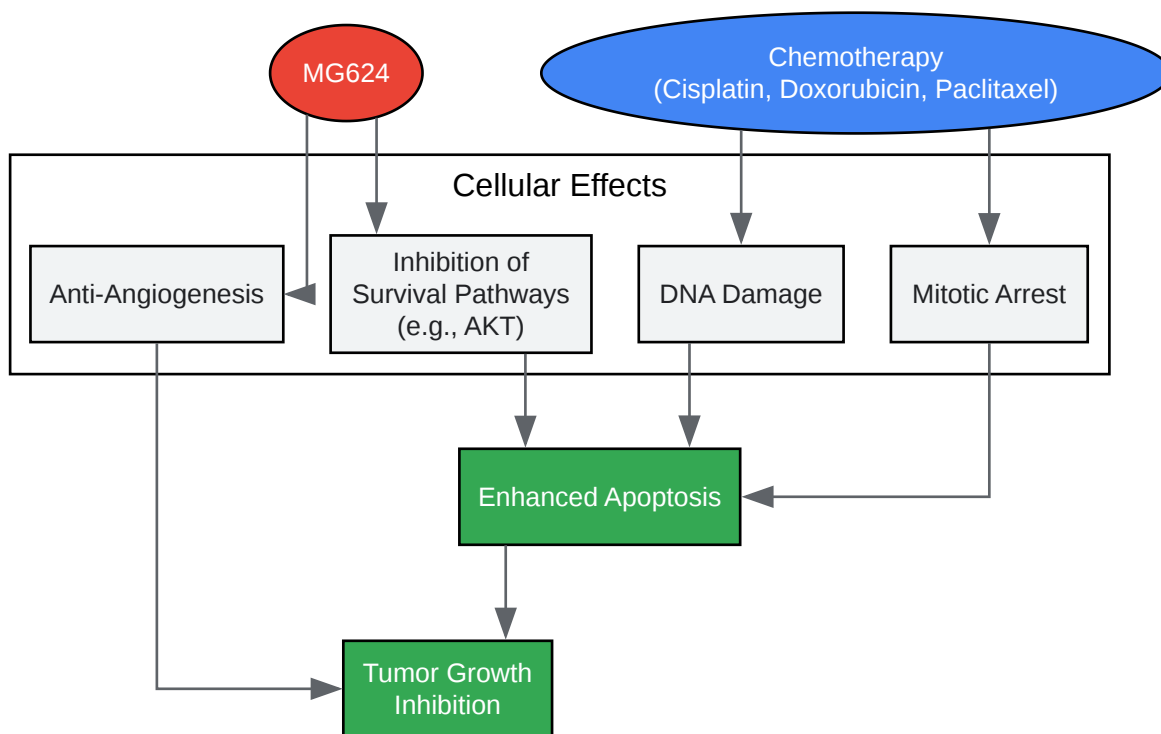 MG624
Chemotherapy
(Cisplatin, Doxorubicin, Paclitaxel)
Cellular Effects
Anti-Angiogenesis
Inhibition of
Survival Pathways
(e.g., AKT)
DNA Damage
Mitotic Arrest
Enhanced Apoptosis
Tumor Growth
Inhibition